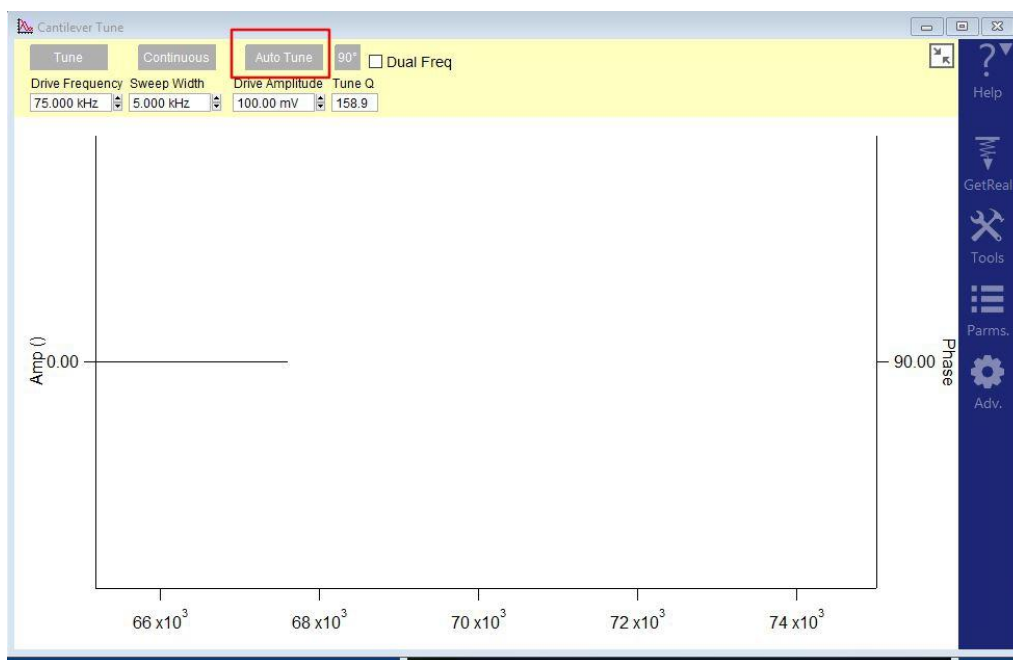 Cantilever Tune
Tune Continuous Auto Tune 90° Dual Freq
Drive Frequency Sweep Width Drive Amplitude Tune Q
75.000 kHz 5.000 kHz 100.00 mV 158.9
? Help
GetReal
Tools
Parms.
Adv.
Amp ()
0.00
90.00
Phase
66 x10³ 68 x10³ 70 x10³ 72 x10³ 74 x10³